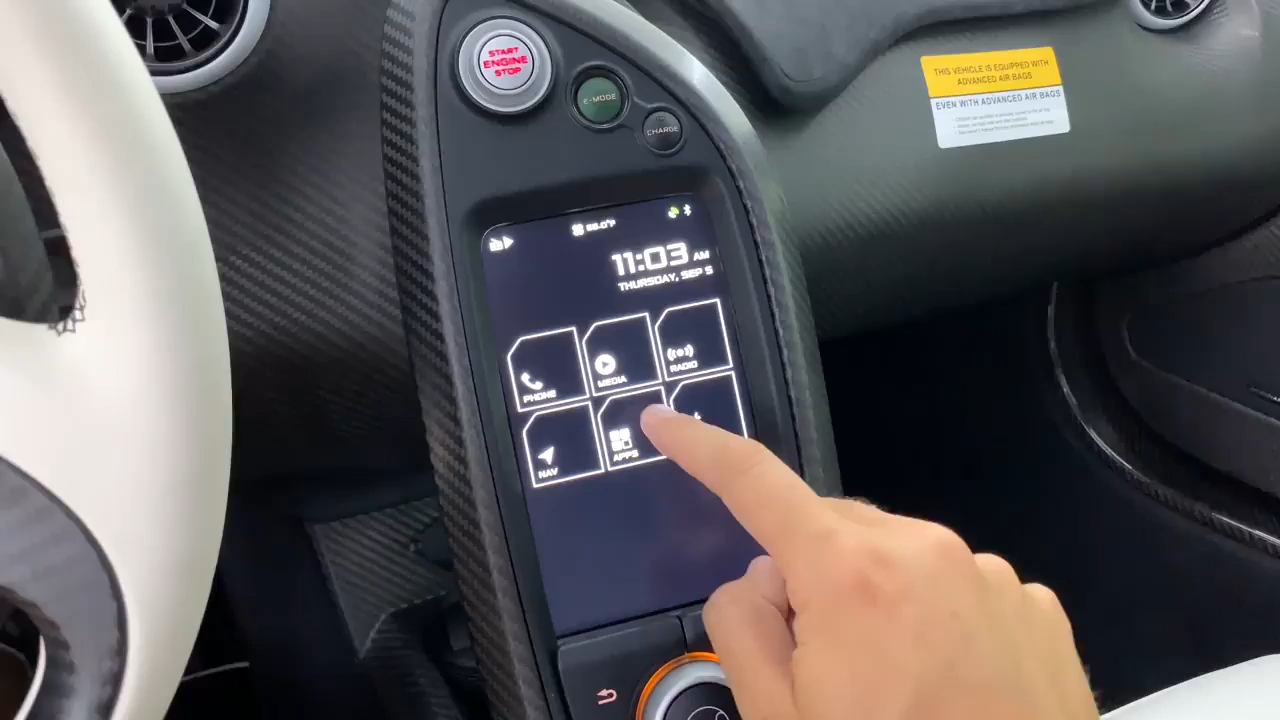 START
ENGINE
STOP
E-MODE
CHARGE
THIS VEHICLE IS EQUIPPED WITH
ADVANCED AIR BAGS
EVEN WITH ADVANCED AIR BAGS
11:03 AM
THURSDAY, SEP 5
PHONE
MEDIA
RADIO
NAV
APPS